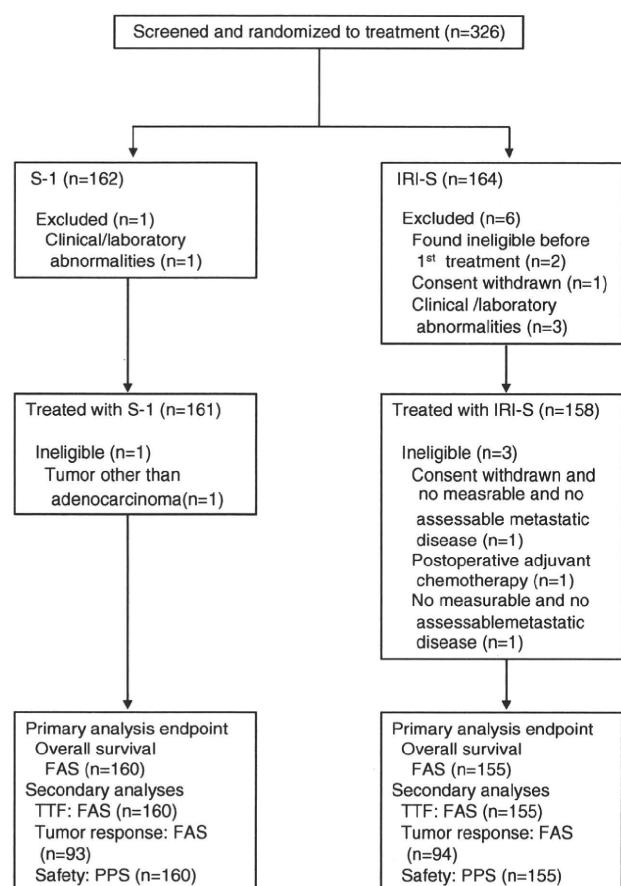 Screened and randomized to treatment (n=326)
S-1 (n=162)
Excluded (n=1)
Clinical/laboratory
abnormalities (n=1)
IRI-S (n=164)
Excluded (n=6)
Found ineligible before
1st treatment (n=2)
Consent withdrawn (n=1)
Clinical /laboratory
abnormalities (n=3)
Treated with S-1 (n=161)
Ineligible (n=1)
Tumor other than
adenocarcinoma(n=1)
Treated with IRI-S (n=158)
Ineligible (n=3)
Consent withdrawn and
no measrable and no
assessable metastatic
disease (n=1)
Postoperative adjuvant
chemotherapy (n=1)
No measurable and no
assessablemetastatic
disease (n=1)
Primary analysis endpoint
Overall survival
FAS (n=160)
Secondary analyses
TTF: FAS (n=160)
Tumor response: FAS
(n=93)
Safety: PPS (n=160)
Primary analysis endpoint
Overall survival
FAS (n=155)
Secondary analyses
TTF: FAS (n=155)
Tumor response: FAS
(n=94)
Safety: PPS (n=155)